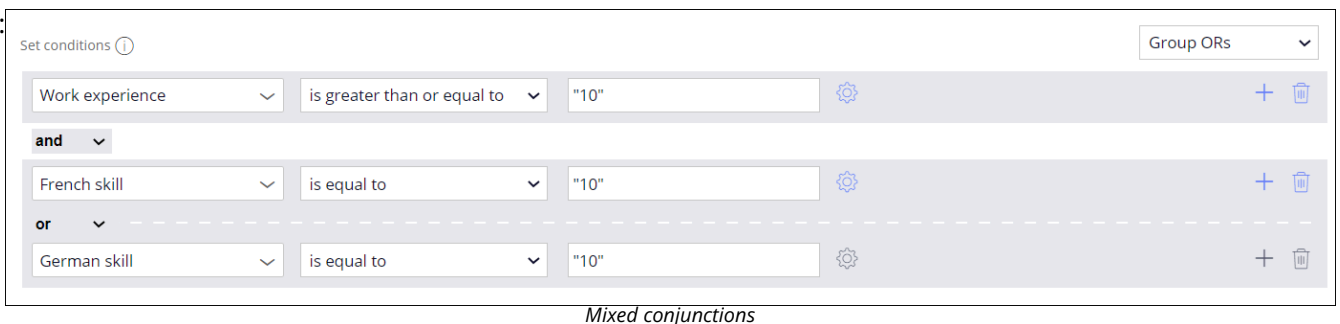 :
Set conditions i
Group ORs
Work experience is greater than or equal to "10"
and
French skill is equal to "10"
or
German skill is equal to "10"
Mixed conjunctions